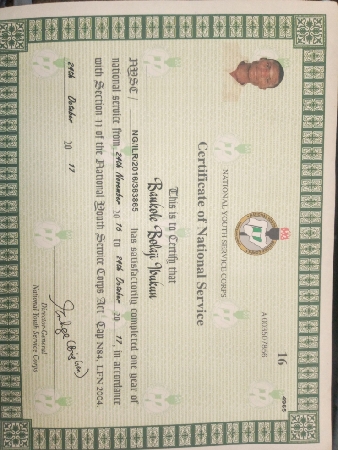 16
4965
NATIONAL YOUTH SERVICE CORPS
Certificate of National Service
This is to Certify that
Bankole Bolaji Ibukun
NYSC / NG/ILR/2016/363865 has satisfactorily completed one year of
national service from 24th November 20 16 to 24th October 20 17 in accordance
with Section 11 of the National Youth Service Corps Act Cap N84, LFN 2004.
24th October 20 17
Director-General
National Youth Service Corps